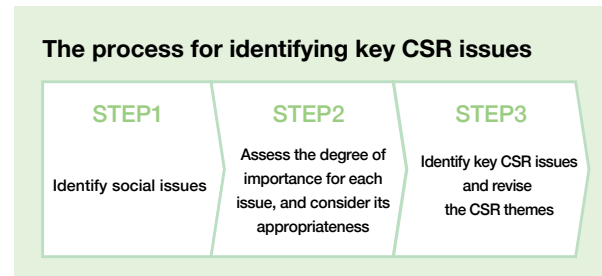 The process for identifying key CSR issues
STEP1
Identify social issues
STEP2
Assess the degree of
importance for each
issue, and consider its
appropriateness
STEP3
Identify key CSR issues
and revise
the CSR themes